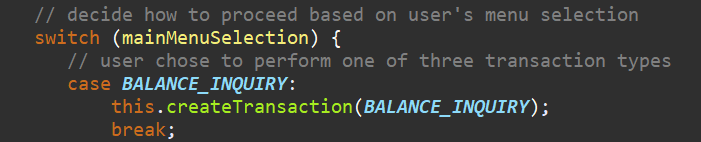 // decide how to proceed based on user's menu selection
switch (mainMenuSelection) {
// user chose to perform one of three transaction types
case BALANCE_INQUIRY:
this.createTransaction(BALANCE_INQUIRY);
break;